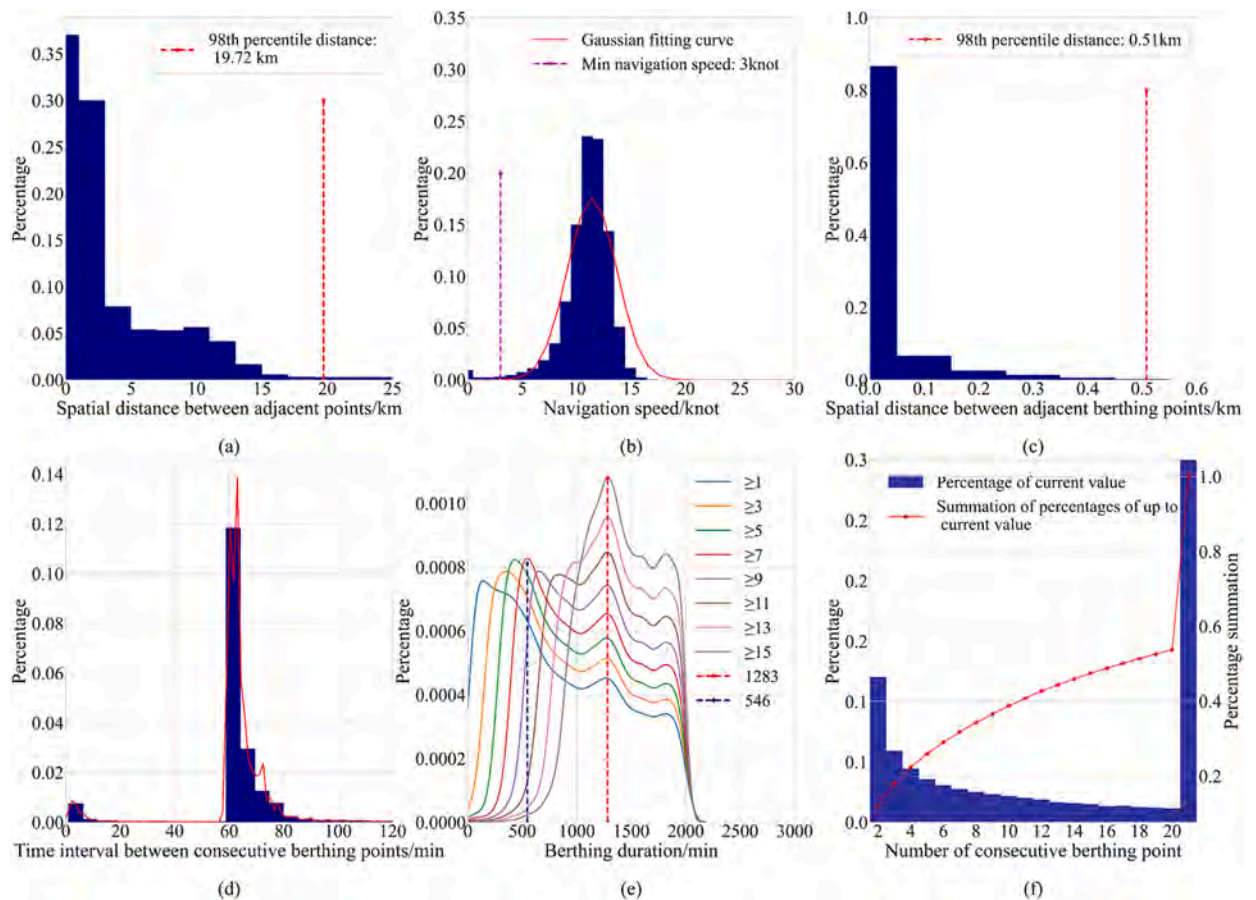 0.35
0.30
0.25
0.20
0.15
0.10
0.05
0.00
Percentage
98th percentile distance:
19.72 km
0 5 10 15 20 25
Spatial distance between adjacent points/km
(a)
0.35
0.30
0.25
0.20
0.15
0.10
0.05
0.00
Percentage
Gaussian fitting curve
Min navigation speed: 3knot
0 5 10 15 20 25 30
Navigation speed/knot
(b)
1.0
0.8
0.6
0.4
0.2
0.0
Percentage
98th percentile distance: 0.51km
0.0 0.1 0.2 0.3 0.4 0.5 0.6
Spatial distance between adjacent berthing points/km
(c)
0.14
0.12
0.10
0.08
0.06
0.04
0.02
0.00
Percentage
0 20 40 60 80 100 120
Time interval between consecutive berthing points/min
(d)
0.0010
0.0008
0.0006
0.0004
0.0002
0.0000
Percentage
≥1
≥3
≥5
≥7
≥9
≥11
≥13
≥15
1283
546
0 500 1000 1500 2000 2500 3000
Berthing duration/min
(e)
0.3
0.2
0.2
0.2
0.1
0.1
0.0
Percentage
Percentage of current value
Summation of percentages of up to
current value
1.0
0.8
0.6
0.4
0.2
Percentage summation
2 4 6 8 10 12 14 16 18 20
Number of consecutive berthing point
(f)